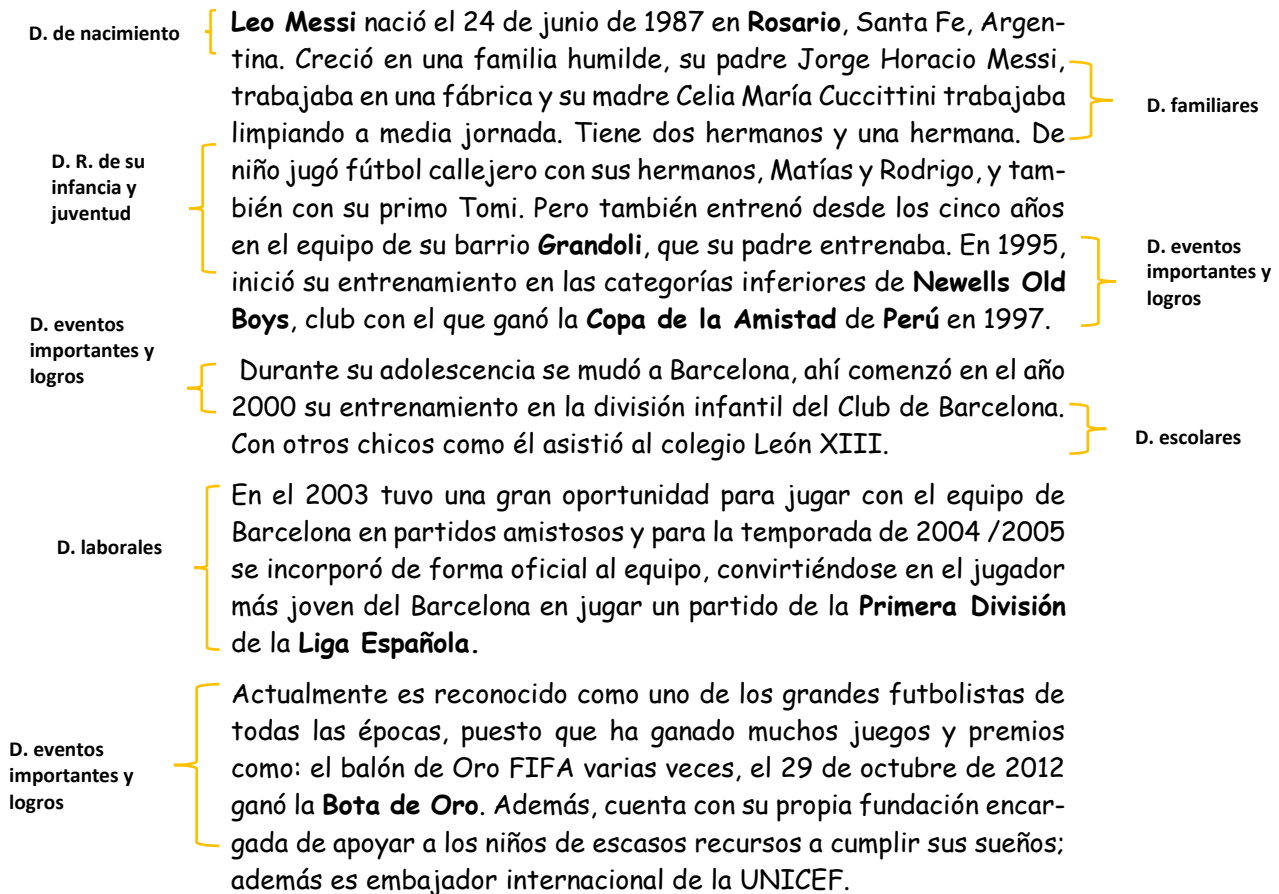 D. de nacimiento
Leo Messi nació el 24 de junio de 1987 en Rosario, Santa Fe, Argen-
tina. Creció en una familia humilde, su padre Jorge Horacio Messi,
trabajaba en una fábrica y su madre Celia María Cuccittini trabajaba
limpiando a media jornada. Tiene dos hermanos y una hermana. De
niño jugó fútbol callejero con sus hermanos, Matías y Rodrigo, y tam-
bién con su primo Tomi. Pero también entrenó desde los cinco años
en el equipo de su barrio Grandoli, que su padre entrenaba. En 1995,
inició su entrenamiento en las categorías inferiores de Newells Old
Boys, club con el que ganó la Copa de la Amistad de Perú en 1997.
D. familiares
D. R. de su
infancia y
juventud
D. eventos
importantes y
logros
D. eventos
importantes y
logros
Durante su adolescencia se mudó a Barcelona, ahí comenzó en el año
2000 su entrenamiento en la división infantil del Club de Barcelona.
Con otros chicos como él asistió al colegio León XIII.
D. escolares
D. laborales
En el 2003 tuvo una gran oportunidad para jugar con el equipo de
Barcelona en partidos amistosos y para la temporada de 2004 /2005
se incorporó de forma oficial al equipo, convirtiéndose en el jugador
más joven del Barcelona en jugar un partido de la Primera División
de la Liga Española.
D. eventos
importantes y
logros
Actualmente es reconocido como uno de los grandes futbolistas de
todas las épocas, puesto que ha ganado muchos juegos y premios
como: el balón de Oro FIFA varias veces, el 29 de octubre de 2012
ganó la Bota de Oro. Además, cuenta con su propia fundación encar-
gada de apoyar a los niños de escasos recursos a cumplir sus sueños;
además es embajador internacional de la UNICEF.